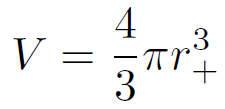 V = \frac{4}{3} \pi r_+^3